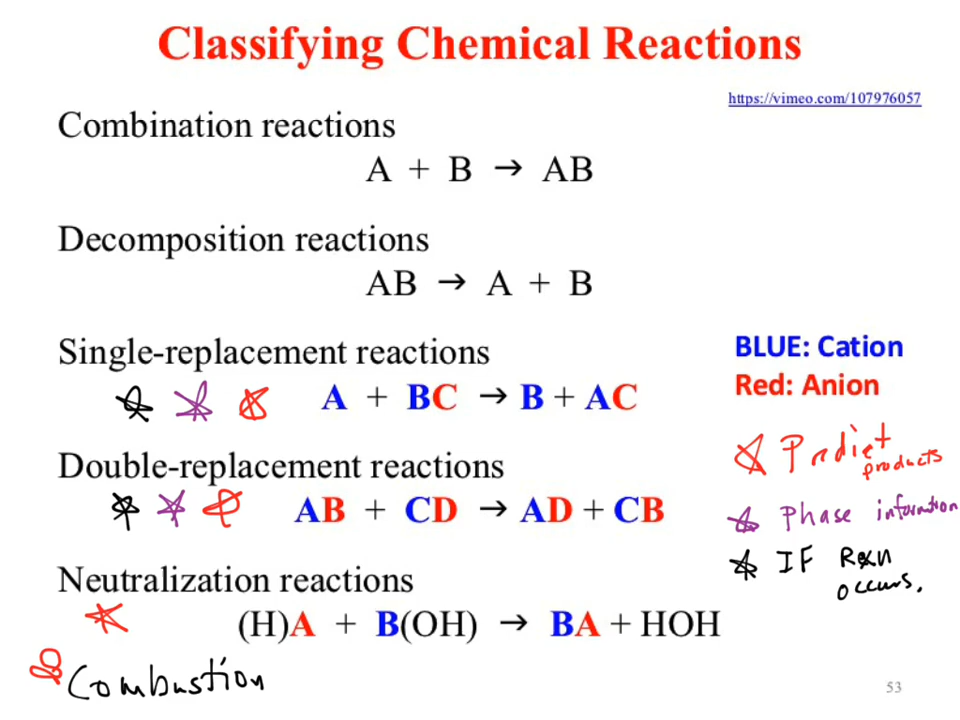 Classifying Chemical Reactions
https://vimeo.com/107976057
Combination reactions
A + B → AB
Decomposition reactions
AB → A + B
Single-replacement reactions
BLUE: Cation
Red: Anion
A + BC → B + AC
Predict products
Double-replacement reactions
AB + CD → AD + CB
Phase information
IF Rxn occurs.
Neutralization reactions
(H)A + B(OH) → BA + HOH
Combustion
53